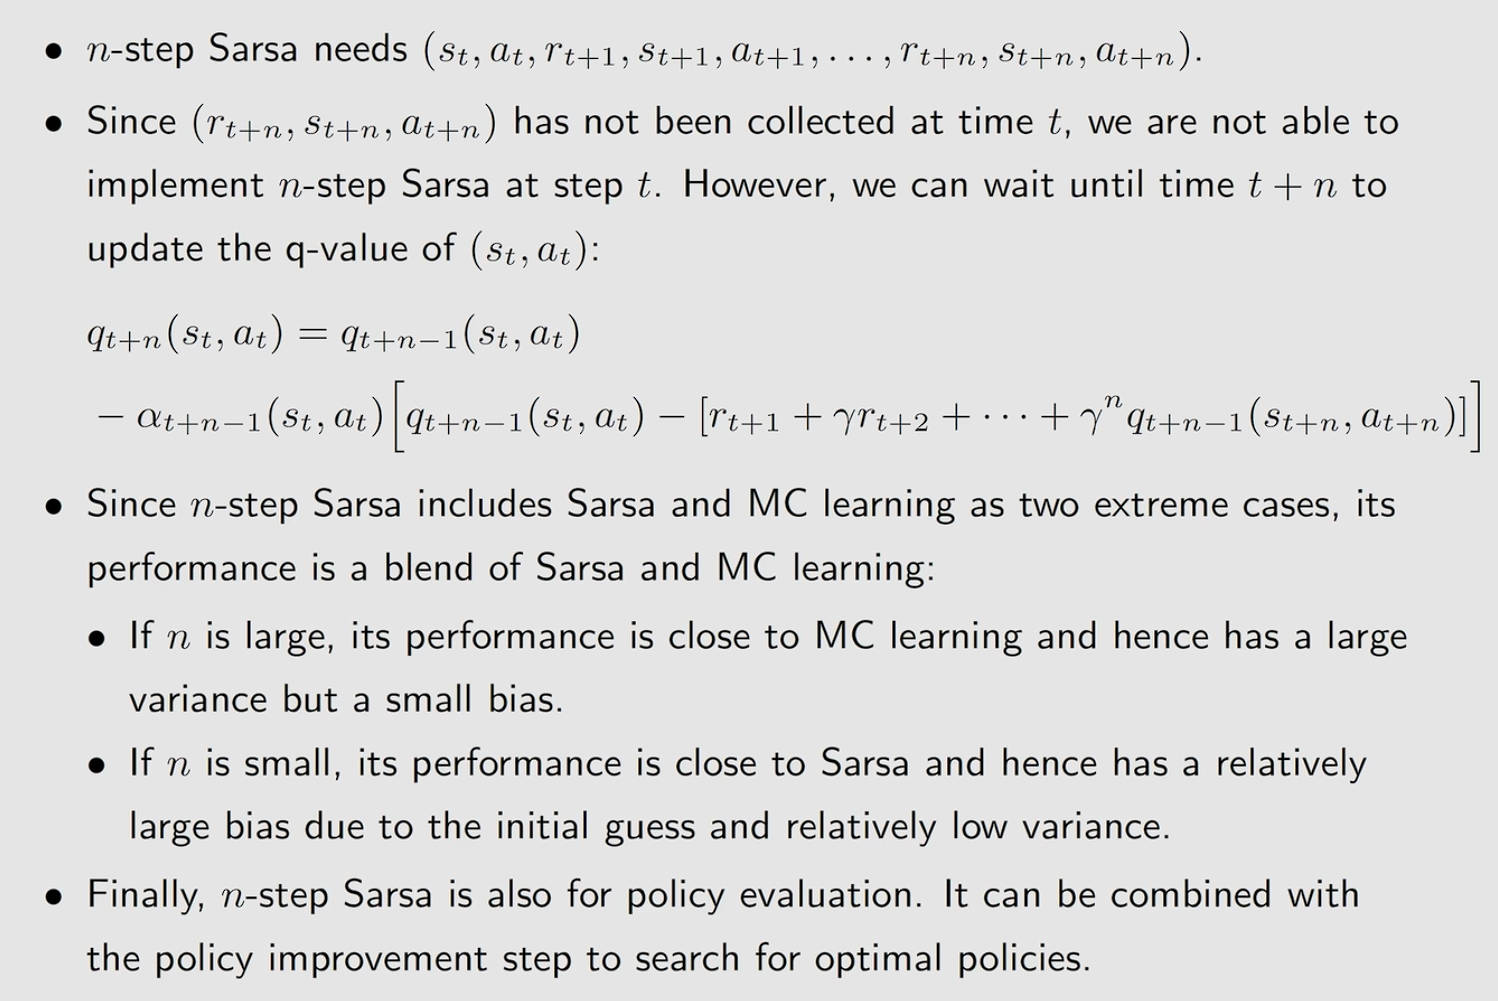 • n-step Sarsa needs (s_t, a_t, r_{t+1}, s_{t+1}, a_{t+1}, . . . , r_{t+n}, s_{t+n}, a_{t+n}).
• Since (r_{t+n}, s_{t+n}, a_{t+n}) has not been collected at time t, we are not able to
implement n-step Sarsa at step t. However, we can wait until time t + n to
update the q-value of (s_t, a_t):
q_{t+n}(s_t, a_t) = q_{t+n−1}(s_t, a_t)
− α_{t+n−1}(s_t, a_t)[q_{t+n−1}(s_t, a_t) − [r_{t+1} + γr_{t+2} + · · · + γ^n q_{t+n−1}(s_{t+n}, a_{t+n})]]
• Since n-step Sarsa includes Sarsa and MC learning as two extreme cases, its
performance is a blend of Sarsa and MC learning:
• If n is large, its performance is close to MC learning and hence has a large
variance but a small bias.
• If n is small, its performance is close to Sarsa and hence has a relatively
large bias due to the initial guess and relatively low variance.
• Finally, n-step Sarsa is also for policy evaluation. It can be combined with
the policy improvement step to search for optimal policies.